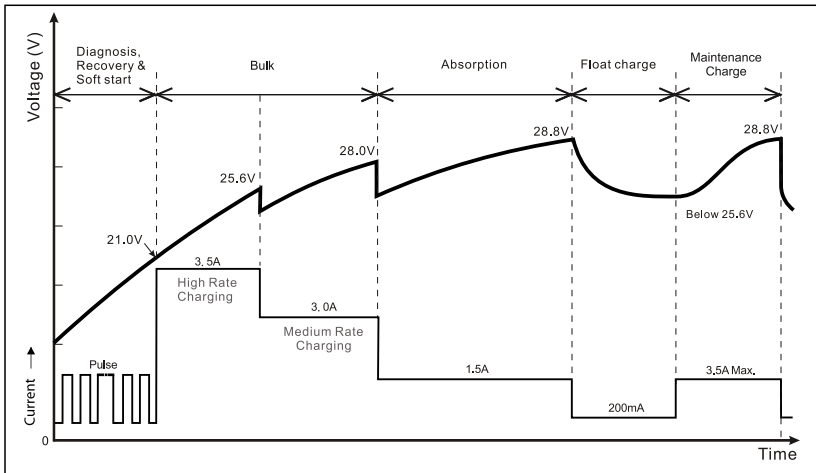 Voltage (V)
Current
Diagnosis,
Recovery &
Soft start
Bulk
Absorption
Float charge
Maintenance
Charge
21.0V
25.6V
28.0V
28.8V
28.8V
Below 25.6V
3.5A
High Rate
Charging
3.0A
Medium Rate
Charging
Pulse
1.5A
200mA
3.5A Max.
0
Time